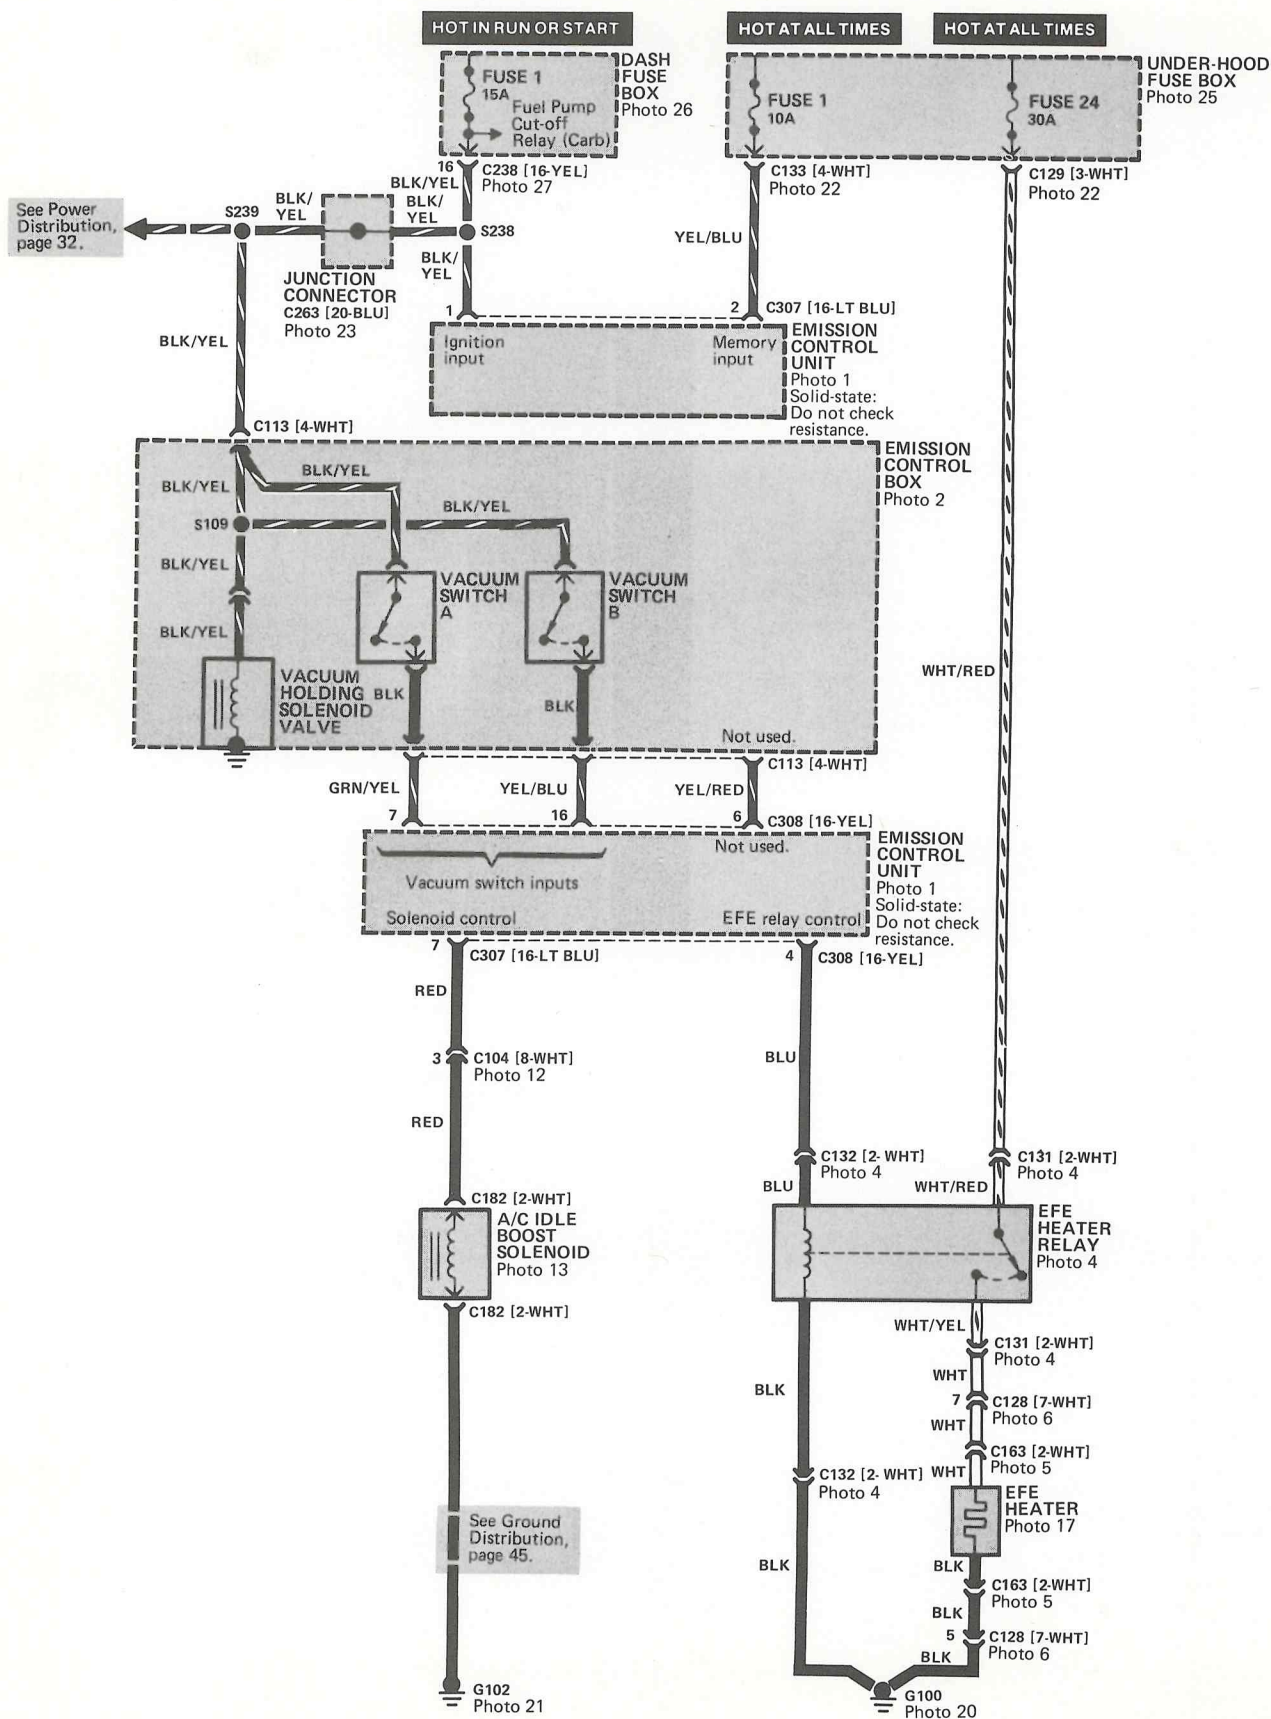 HOT IN RUN OR START
HOT AT ALL TIMES
HOT AT ALL TIMES
FUSE 1
15A
Fuel Pump
Cut-off
Relay (Carb)
DASH
FUSE
BOX
Photo 26
FUSE 1
10A
FUSE 24
30A
UNDER-HOOD
FUSE BOX
Photo 25
16
C238 [16-YEL]
Photo 27
BLK/YEL
C133 [4-WHT]
Photo 22
C129 [3-WHT]
Photo 22
See Power
Distribution,
page 32.
S239
BLK/
YEL
BLK/
YEL
S238
BLK/
YEL
YEL/BLU
JUNCTION
CONNECTOR
C263 [20-BLU]
Photo 23
1
2
C307 [16-LT BLU]
Ignition
input
Memory
input
EMISSION
CONTROL
UNIT
Photo 1
Solid-state:
Do not check
resistance.
BLK/YEL
C113 [4-WHT]
BLK/YEL
BLK/YEL
BLK/YEL
S109
BLK/YEL
BLK/YEL
EMISSION
CONTROL
BOX
Photo 2
VACUUM
SWITCH
A
VACUUM
SWITCH
B
VACUUM
HOLDING
SOLENOID
VALVE
BLK
BLK
Not used.
WHT/RED
C113 [4-WHT]
GRN/YEL
YEL/BLU
YEL/RED
7
16
6
C308 [16-YEL]
Not used.
Vacuum switch inputs
Solenoid control
EFE relay control
EMISSION
CONTROL
UNIT
Photo 1
Solid-state:
Do not check
resistance.
7
C307 [16-LT BLU]
4
C308 [16-YEL]
RED
BLU
3
C104 [8-WHT]
Photo 12
RED
C132 [2- WHT]
Photo 4
C131 [2-WHT]
Photo 4
BLU
WHT/RED
C182 [2-WHT]
A/C IDLE
BOOST
SOLENOID
Photo 13
EFE
HEATER
RELAY
Photo 4
C182 [2-WHT]
WHT/YEL
C131 [2-WHT]
Photo 4
WHT
BLK
7
C128 [7-WHT]
Photo 6
WHT
C163 [2-WHT]
Photo 5
C132 [2- WHT]
Photo 4
WHT
EFE
HEATER
Photo 17
See Ground
Distribution,
page 45.
BLK
BLK
C163 [2-WHT]
Photo 5
BLK
5
C128 [7-WHT]
Photo 6
BLK
G102
Photo 21
G100
Photo 20